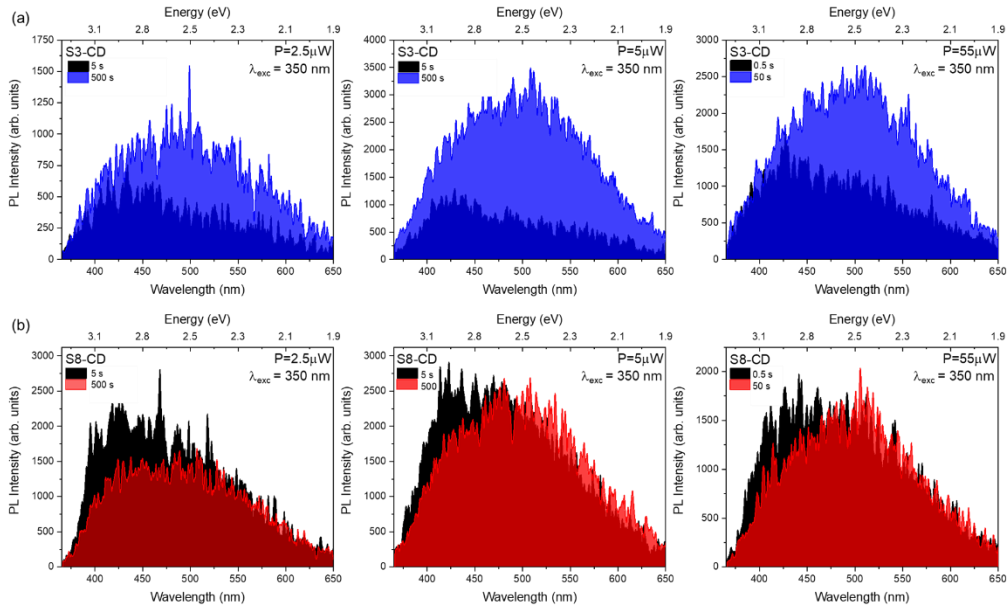 (a)
Energy (eV)
3.1 2.8 2.5 2.3 2.1 1.9
S3-CD P=2.5μW
5 s λexc = 350 nm
500 s
1750
1500
1250
1000
750
500
250
0
PL Intensity (arb. units)
400 450 500 550 600 650
Wavelength (nm)
Energy (eV)
3.1 2.8 2.5 2.3 2.1 1.9
S3-CD P=5μW
5 s λexc = 350 nm
500 s
4000
3500
3000
2500
2000
1500
1000
500
0
PL Intensity (arb. units)
400 450 500 550 600 650
Wavelength (nm)
Energy (eV)
3.1 2.8 2.5 2.3 2.1 1.9
S3-CD P=55μW
0.5 s λexc = 350 nm
50 s
3000
2500
2000
1500
1000
500
0
PL Intensity (arb. units)
400 450 500 550 600 650
Wavelength (nm)
(b)
Energy (eV)
3.1 2.8 2.5 2.3 2.1 1.9
S8-CD P=2.5μW
5 s λexc = 350 nm
500 s
3000
2500
2000
1500
1000
500
0
PL Intensity (arb. units)
400 450 500 550 600 650
Wavelength (nm)
Energy (eV)
3.1 2.8 2.5 2.3 2.1 1.9
S8-CD P=5μW
5 s λexc = 350 nm
500
3000
2500
2000
1500
1000
500
0
PL Intensity (arb. units)
400 450 500 550 600 650
Wavelength (nm)
Energy (eV)
3.1 2.8 2.5 2.3 2.1 1.9
S8-CD P=55μW
0.5 s λexc = 350 nm
50 s
2000
1500
1000
500
0
PL Intensity (arb. units)
400 450 500 550 600 650
Wavelength (nm)